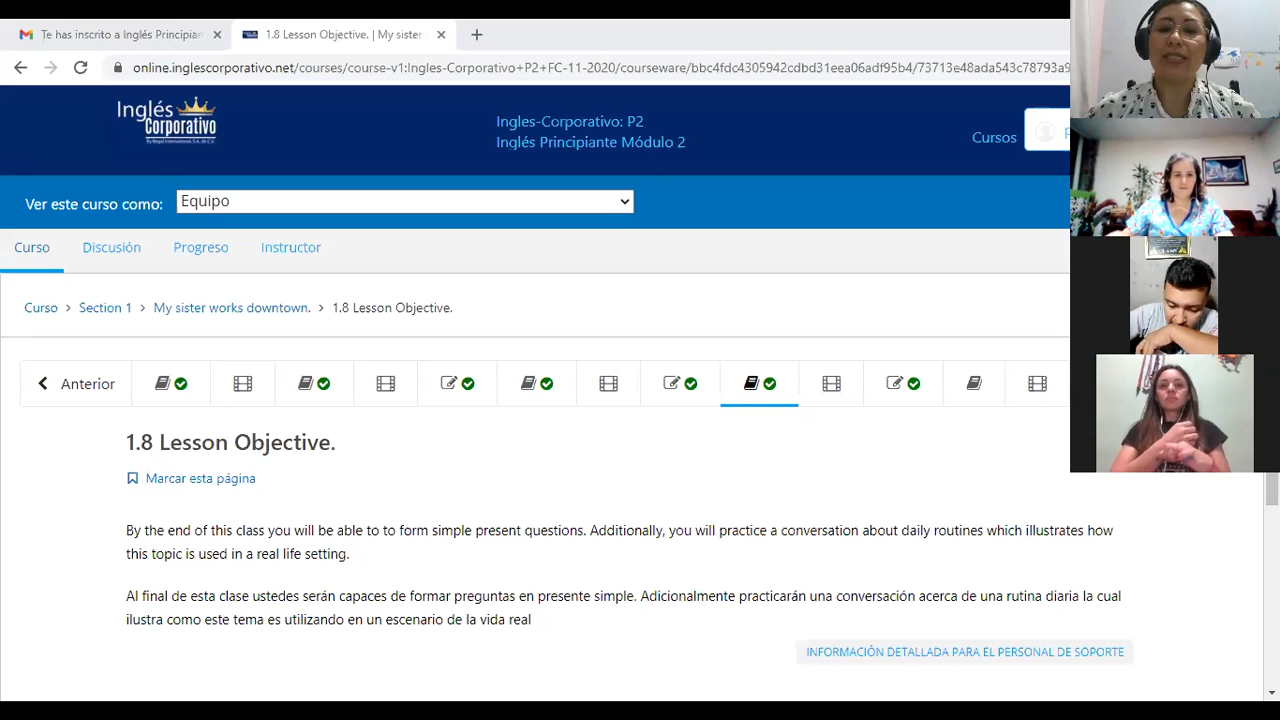 Te has inscrito a Inglés Principian
1.8 Lesson Objective. | My sister
online.inglescorporativo.net/courses/course-v1:Ingles-Corporativo+P2+EC-11-2020/courseware/bbc4fdc4305942cdbd31eea06adf95b4/73713e48ada543c78793a9
Inglés
Corporativo
By Regal International, S.A. de C.V.
Ingles-Corporativo: P2
Inglés Principiante Módulo 2
Cursos
Ver este curso como:
Equipo
Curso
Discusión
Progreso
Instructor
Curso > Section 1 > My sister works downtown. > 1.8 Lesson Objective.
Anterior
1.8 Lesson Objective.
Marcar esta página
By the end of this class you will be able to to form simple present questions. Additionally, you will practice a conversation about daily routines which illustrates how
this topic is used in a real life setting.
Al final de esta clase ustedes serán capaces de formar preguntas en presente simple. Adicionalmente practicarán una conversación acerca de una rutina diaria la cual
ilustra como este tema es utilizando en un escenario de la vida real
INFORMACIÓN DETALLADA PARA EL PERSONAL DE SOPORTE